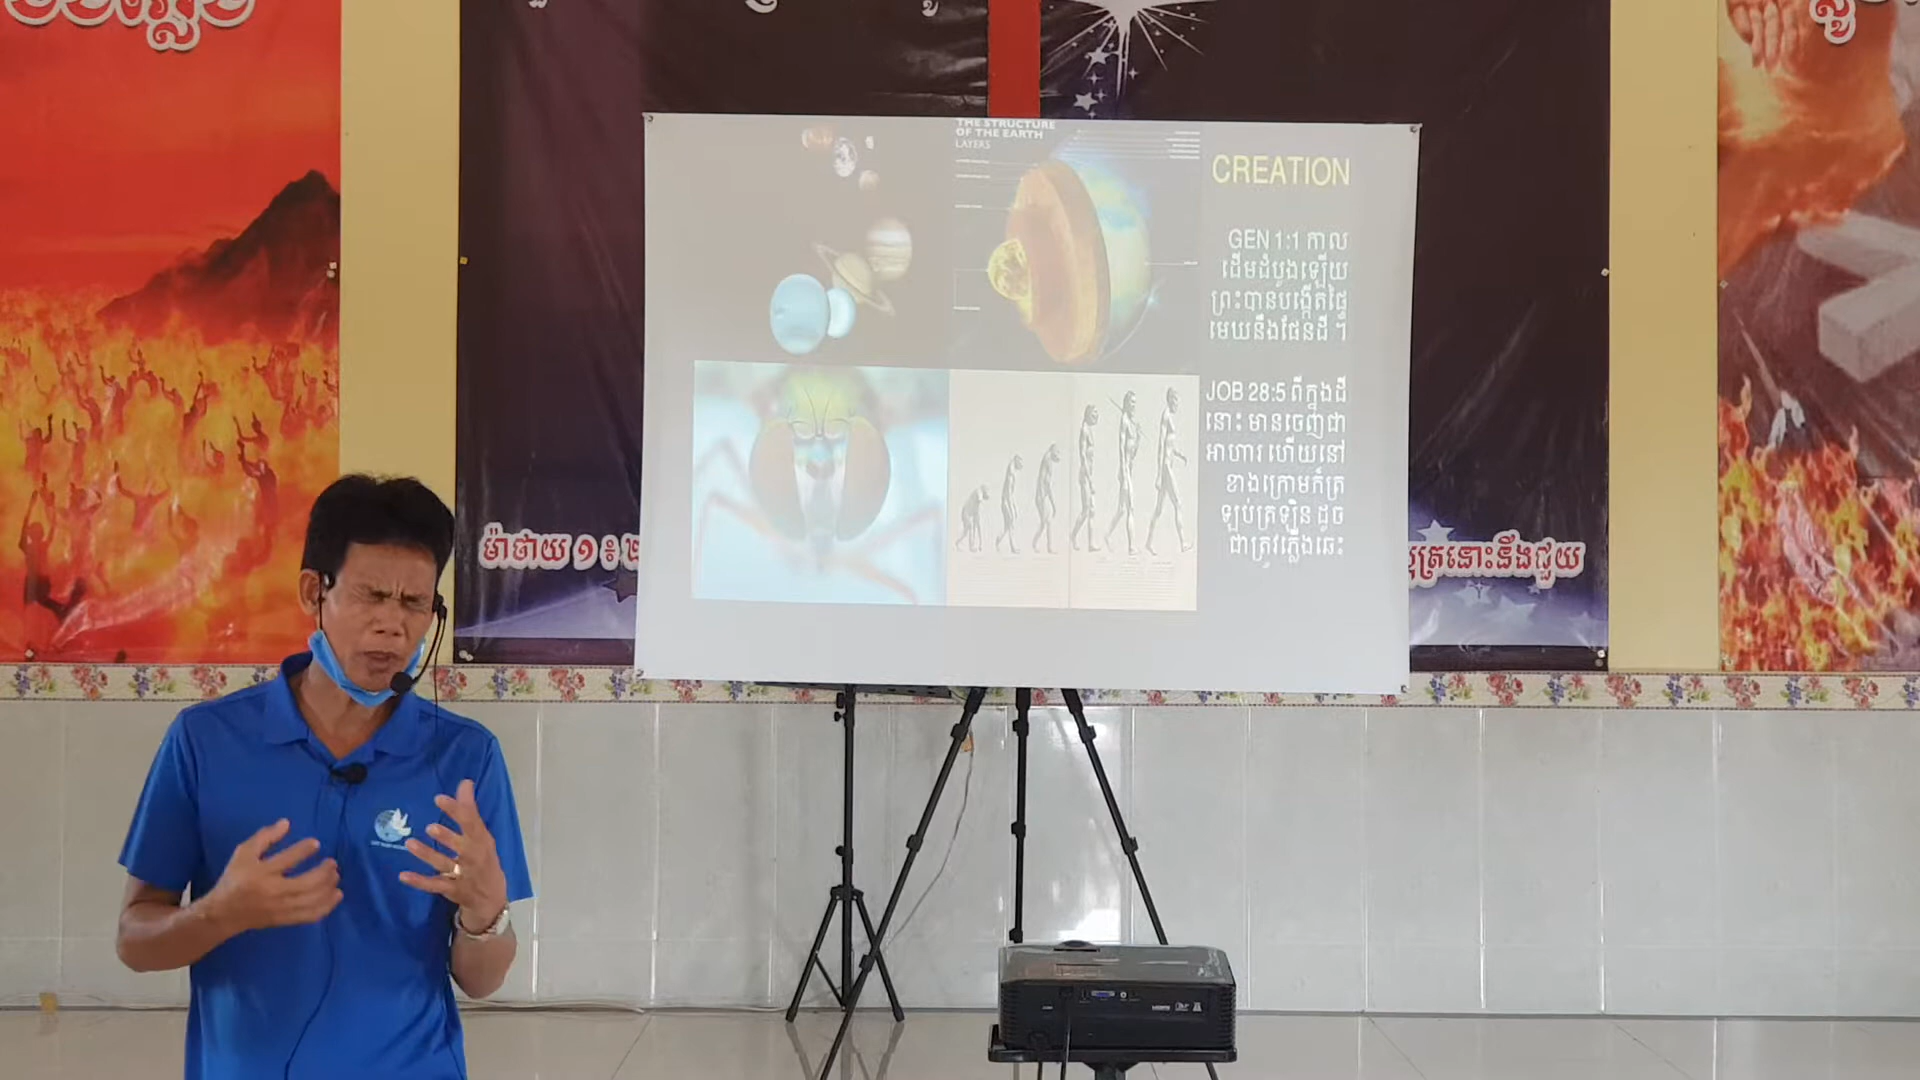 THE STRUCTURE
OF THE EARTH
LAYERS
CREATION
GEN 1:1 កាល
ដើមដំបូងឡើយ
ព្រះបានបង្កើតផ្ទៃ
មេឃនឹងផែនដី ។
JOB 28:5 ពីក្នុងដី
នោះ មានចេញជា
អាហារ ហើយនៅ
ខាងក្រោមក៏ត្រ
ឡប់ត្រឡិន ដូច
ជាត្រូវភ្លើងឆេះ
ម៉ាថាយ ១ ៖
ត្រនោះនឹងជួយ
HDMI